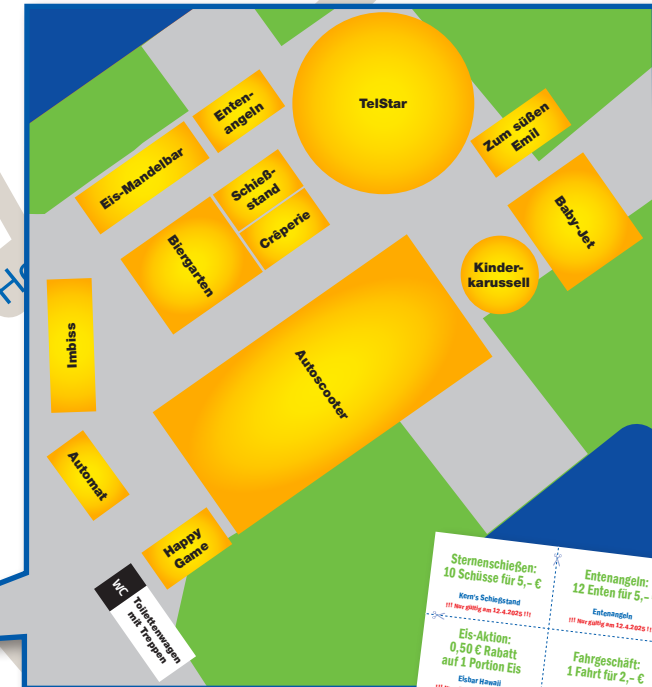 TelStar
Enten-
angeln
Zum süßen
Emil
Eis-Mandelbar
Schieß-
stand
Crêperie
Baby-Jet
Biergarten
Kinder-
karussell
Imbiss
Autoscooter
Automat
Happy
Game
WC
Toilettenwagen
mit Treppen
Sternenschießen:
10 Schüsse für 5,– €
Kern's Schießstand
!!! Nur gültig am 12.4.2025 !!!
Entenangeln:
12 Enten für 5,–
Entenangeln
!!! Nur gültig am 12.4.2025 !!
Eis-Aktion:
0,50 € Rabatt
auf 1 Portion Eis
Eisbar Hawaii
Fahrgeschäft:
1 Fahrt für 2,– €